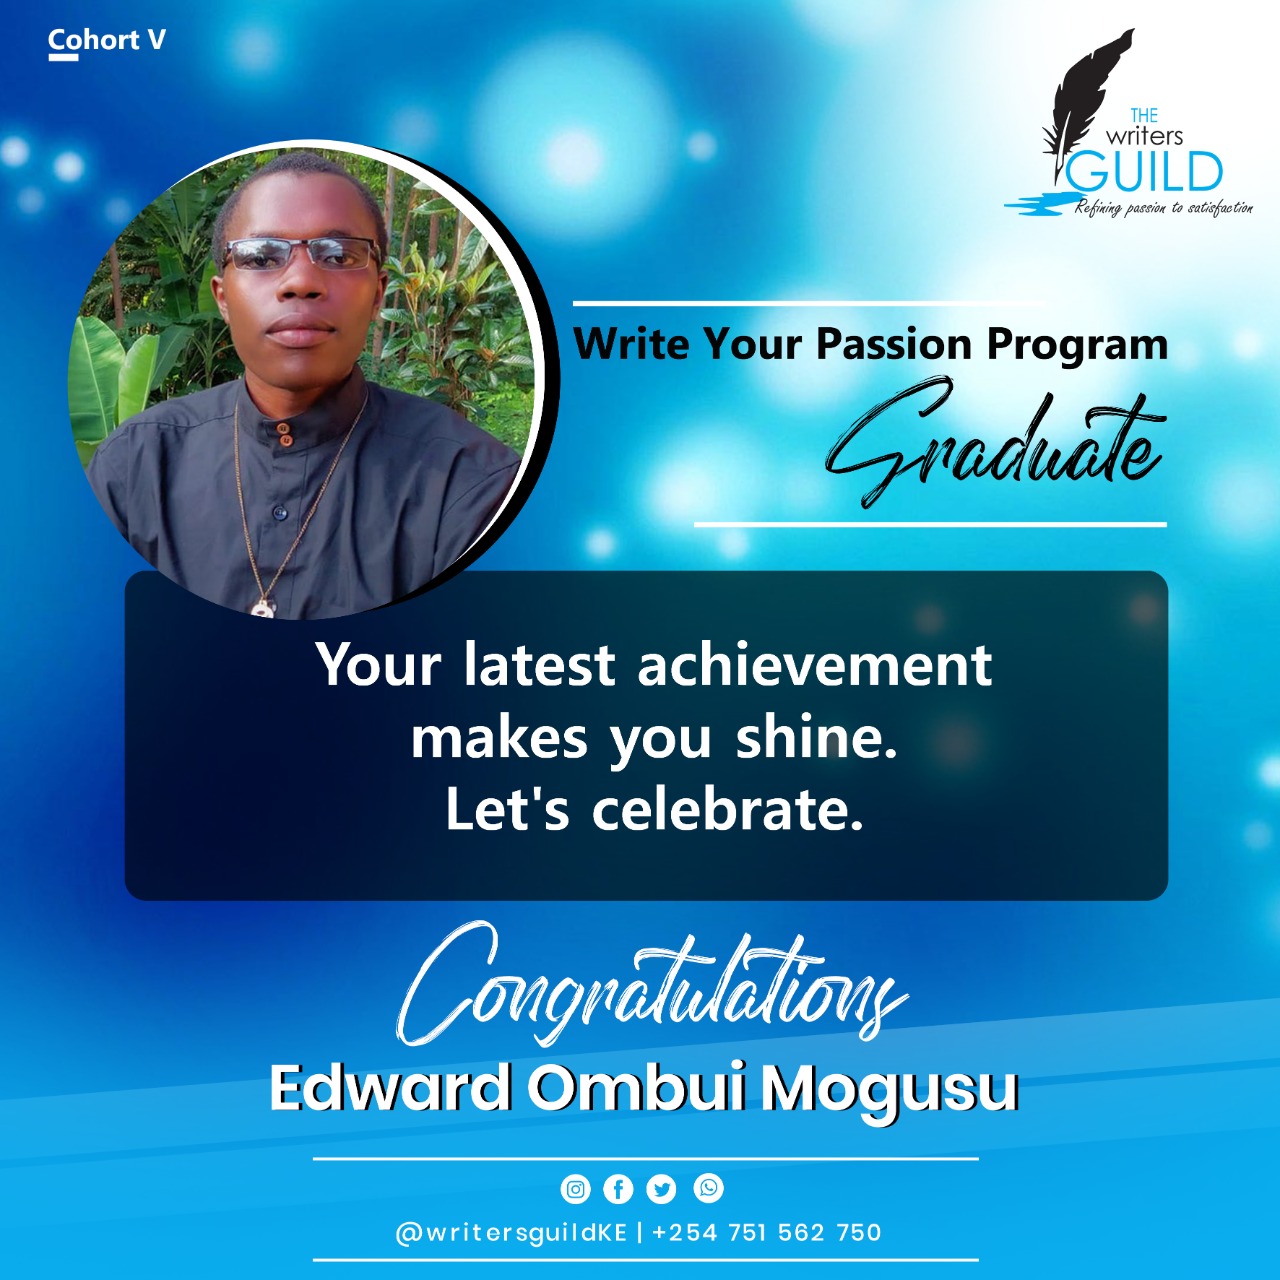 Cohort V
THE
writers
GUILD
Refining passion to satisfaction
Write Your Passion Program
Graduate
Your latest achievement
makes you shine.
Let's celebrate.
Congratulations
Edward Ombui Mogusu
@writersguildKE | +254 751 562 750